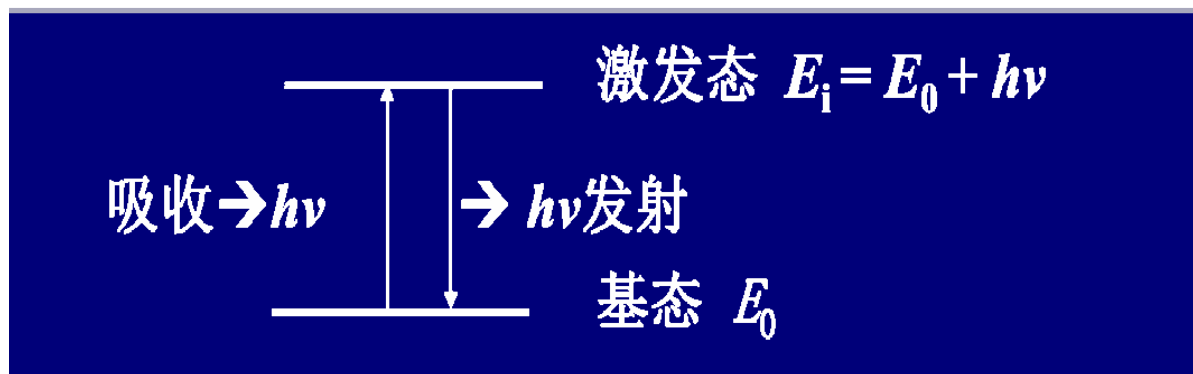 激发态 Eᵢ = E₀ + hν
吸收→hν → hν发射
基态 E₀